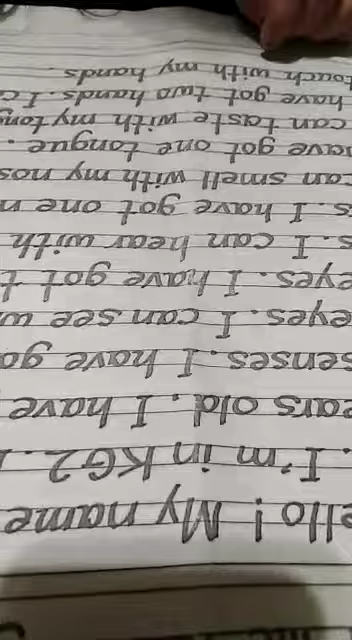 ello! My name
. I'm in KG2.
ears old. I have
senses. I have go
eyes. I can see w
eyes. I have got t
s. I can hear with
s. I have got one n
can smell with my nos
have got one tongue.
can taste with my tong
have got two hands. I c
touch with my hands.